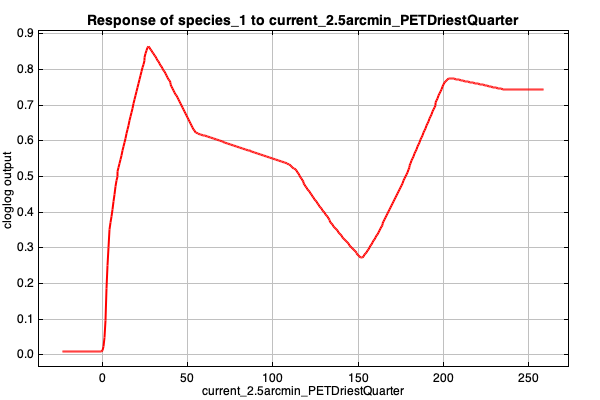 Response of species_1 to current_2.5arcmin_PETDriestQuarter
0.9
0.8
0.7
0.6
0.5
0.4
0.3
0.2
0.1
0.0
cloglog output
0 50 100 150 200 250
current_2.5arcmin_PETDriestQuarter